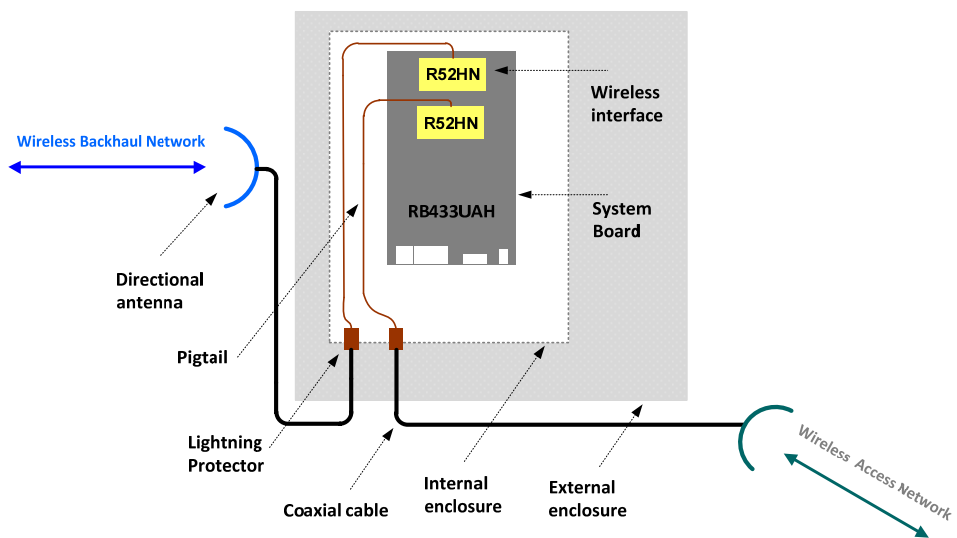 R52HN
Wireless
interface
R52HN
Wireless Backhaul Network
System
Board
RB433UAH
Directional
antenna
Pigtail
Lightning
Protector
Coaxial cable
Internal
enclosure
External
enclosure
Wireless Access Network